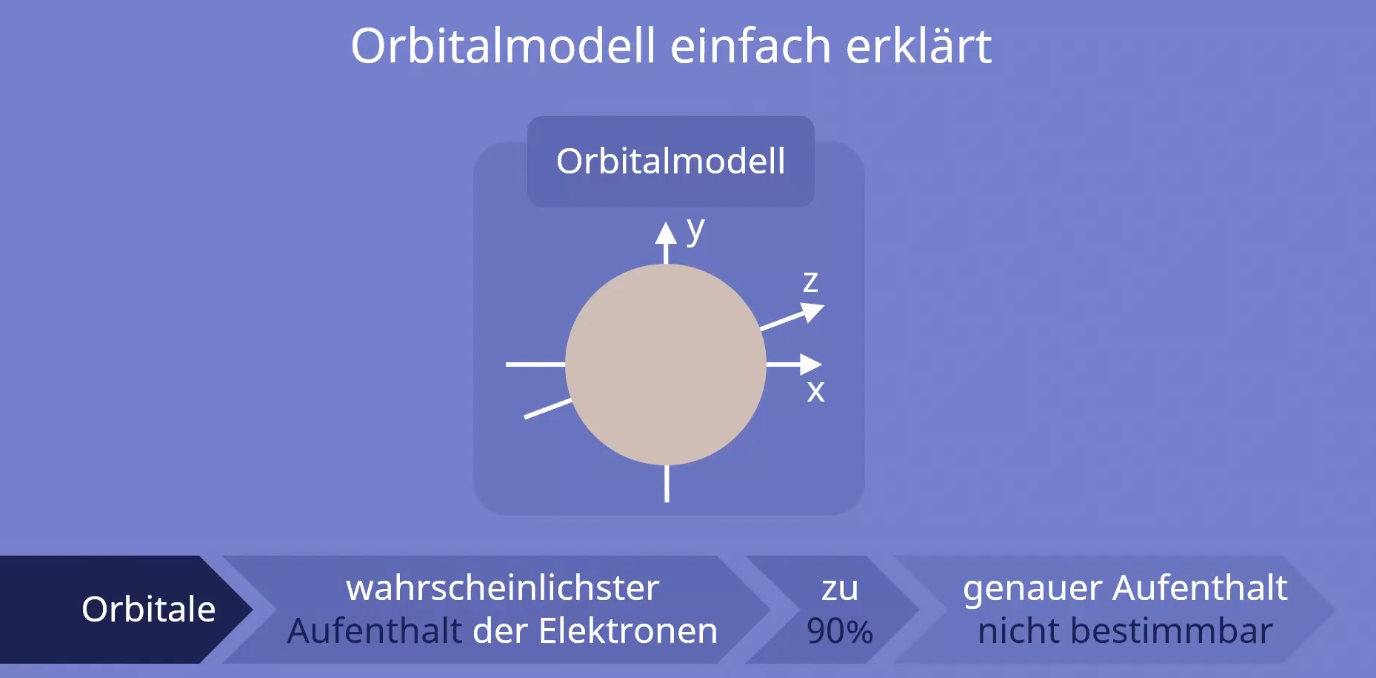 Orbitalmodell einfach erklärt
Orbitalmodell
y
z
x
Orbitale
wahrscheinlichster
Aufenthalt der Elektronen
zu
90%
genauer Aufenthalt
nicht bestimmbar